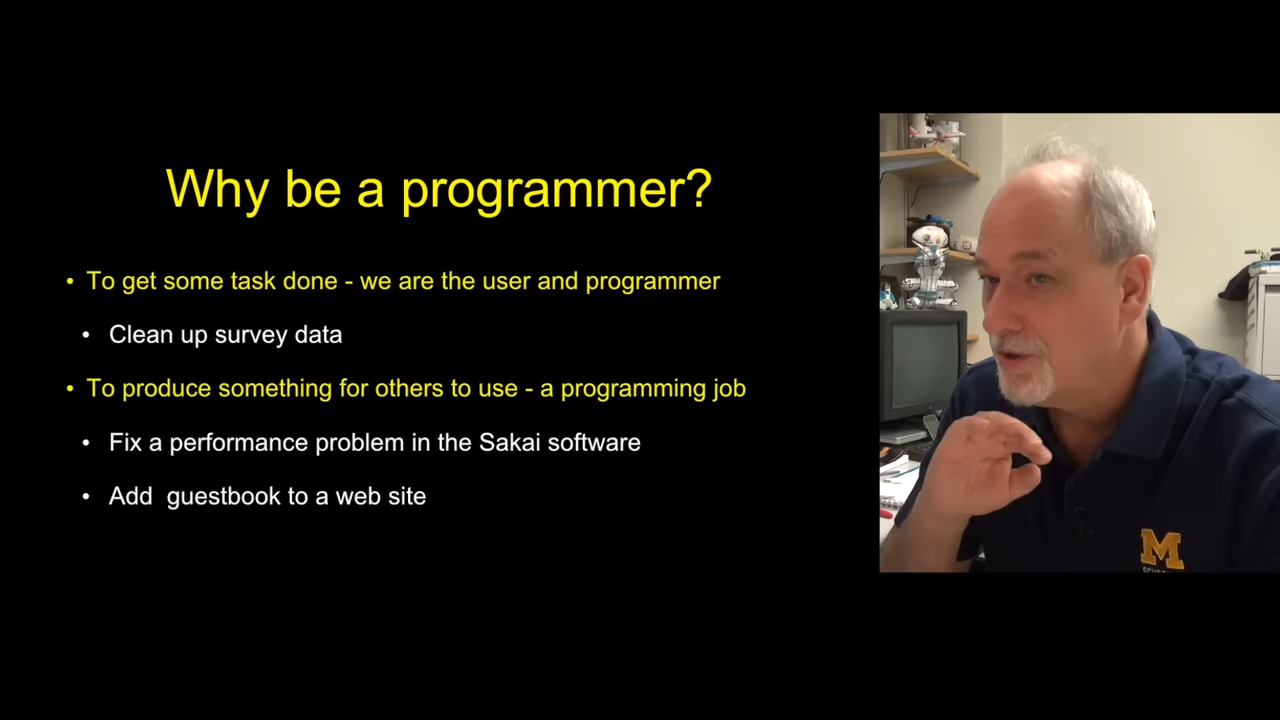 Why be a programmer?
• To get some task done - we are the user and programmer
• Clean up survey data
• To produce something for others to use - a programming job
• Fix a performance problem in the Sakai software
• Add  guestbook to a web site
M